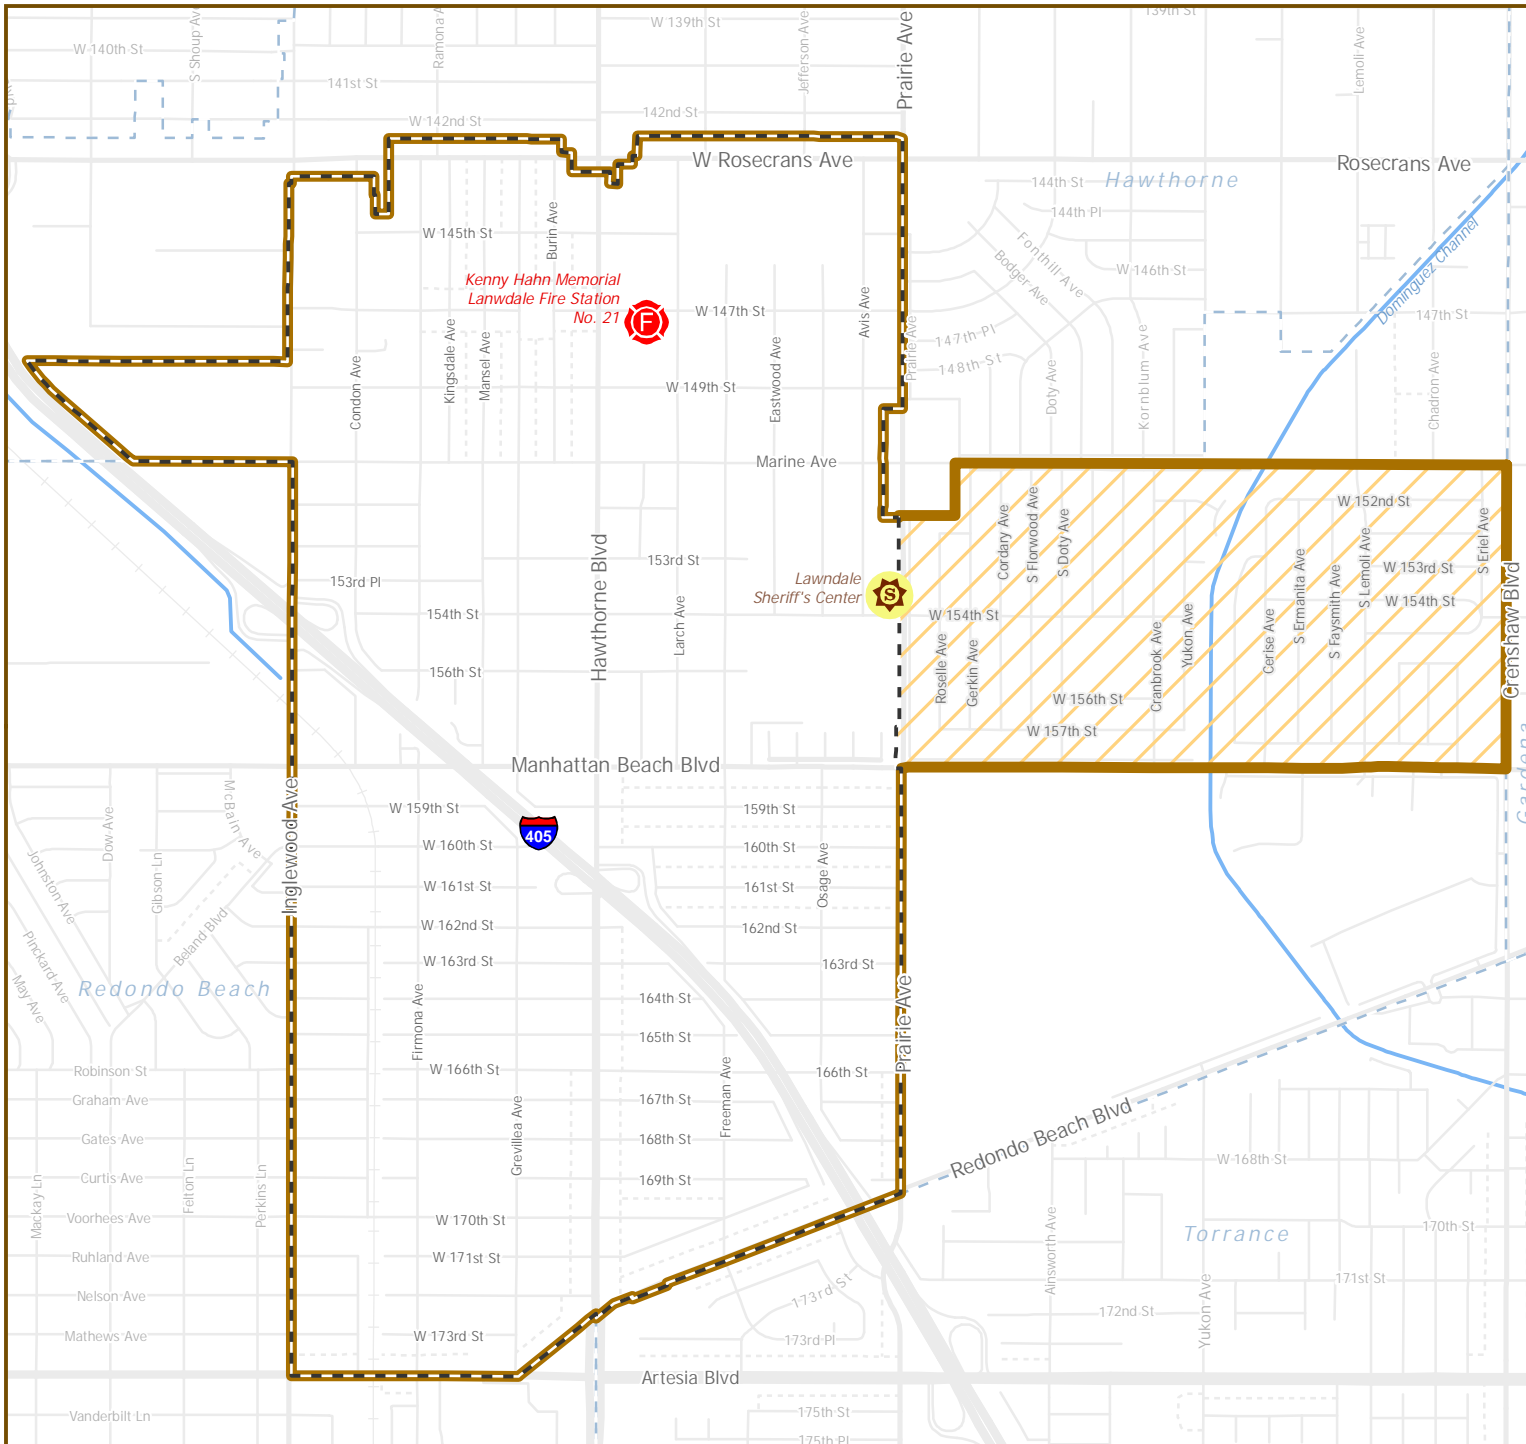 139th St
W 139th St
W 140th St
S Shoup Av
Ramona A
Jefferson Ave
Prairie Ave
Lemoli Ave
141st St
W 142nd St
142nd St
W Rosecrans Ave
Rosecrans Ave
Hawthorne
144th St
144th Pl
W 145th St
Burin Ave
Fonthill Ave
Bodger Ave
W 146th St
Dominguez Channel
Kenny Hahn Memorial
Lanwdale Fire Station
No. 21
F
W 147th St
Avis Ave
147th St
Prairie Ave
147th Pl
148th St
Kingsdale Ave
Mansel Ave
Condon Ave
Eastwood Ave
W 149th St
Doty Ave
Kornblum Ave
Chadron Ave
Marine Ave
W 152nd St
Cordary Ave
S Florwood Ave
S Doty Ave
S Eriel Ave
Hawthorne Blvd
153rd St
153rd Pl
W 153rd St
Lawndale
Sheriff's Center
S
S Ermanita Ave
S Faysmith Ave
S Lemoli Ave
W 154th St
Crenshaw Blvd
154th St
Larch Ave
W 154th St
Roselle Ave
Gerkin Ave
Cranbrook Ave
Yukon Ave
Cerise Ave
156th St
W 156th St
W 157th St
Gardena
Manhattan Beach Blvd
W 159th St
159th St
McBain Ave
Dow Ave
Inglewood Ave
405
W 160th St
160th St
Johnston Ave
Gibson Ln
Osage Ave
W 161st St
161st St
Beland Blvd
W 162nd St
162nd St
Pinckard Ave
W 163rd St
163rd St
May Ave
Redondo Beach
164th St
Firmona Ave
Prairie Ave
165th St
Robinson St
W 166th St
166th St
Graham Ave
167th St
Freeman Ave
Redondo Beach Blvd
Gates Ave
Grevillea Ave
168th St
W 168th St
Curtis Ave
169th St
Mackay Ln
Felton Ln
Perkins Ln
Voorhees Ave
W 170th St
170th St
Torrance
Ainsworth Ave
Ruhland Ave
W 171st St
171st St
Nelson Ave
173rd St
172nd St
Yukon Ave
Mathews Ave
W 173rd St
173rd Pl
Artesia Blvd
Vanderbilt Ln
175th St
175th Pl